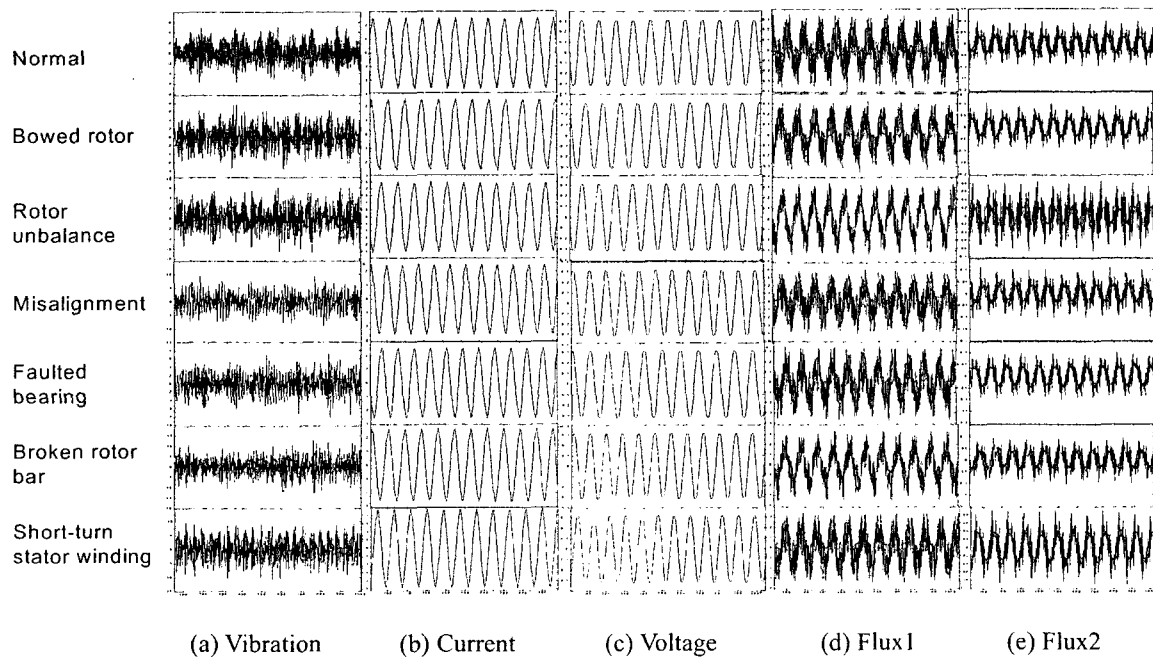 Normal
Bowed rotor
Rotor
unbalance
Misalignment
Faulted
bearing
Broken rotor
bar
Short-turn
stator winding
(a) Vibration (b) Current (c) Voltage (d) Flux1 (e) Flux2